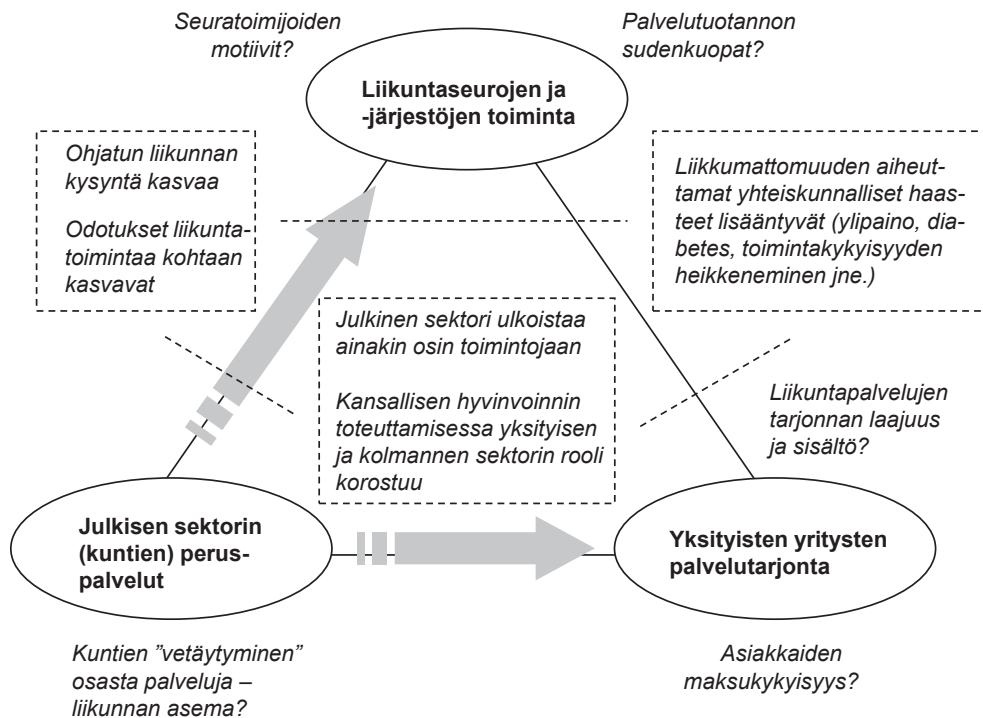 Seuratoimijoiden
motiivit?
Palvelutuotannon
sudenkuopat?
Liikuntaseurojen ja
-järjestöjen toiminta
Ohjatun liikunnan
kysyntä kasvaa
Odotukset liikunta-
toimintaa kohtaan
kasvavat
Liikkumattomuuden aiheut-
tamat yhteiskunnalliset haas-
teet lisääntyvät (ylipaino, dia-
betes, toimintakykyisyyden
heikkeneminen jne.)
Julkinen sektori ulkoistaa
ainakin osin toimintojaan
Kansallisen hyvinvoinnin
toteuttamisessa yksityisen
ja kolmannen sektorin rooli
korostuu
Liikuntapalvelujen
tarjonnan laajuus
ja sisältö?
Julkisen sektorin
(kuntien) perus-
palvelut
Yksityisten yritysten
palvelutarjonta
Kuntien ”vetäytyminen”
osasta palveluja –
liikunnan asema?
Asiakkaiden
maksukykyisyys?